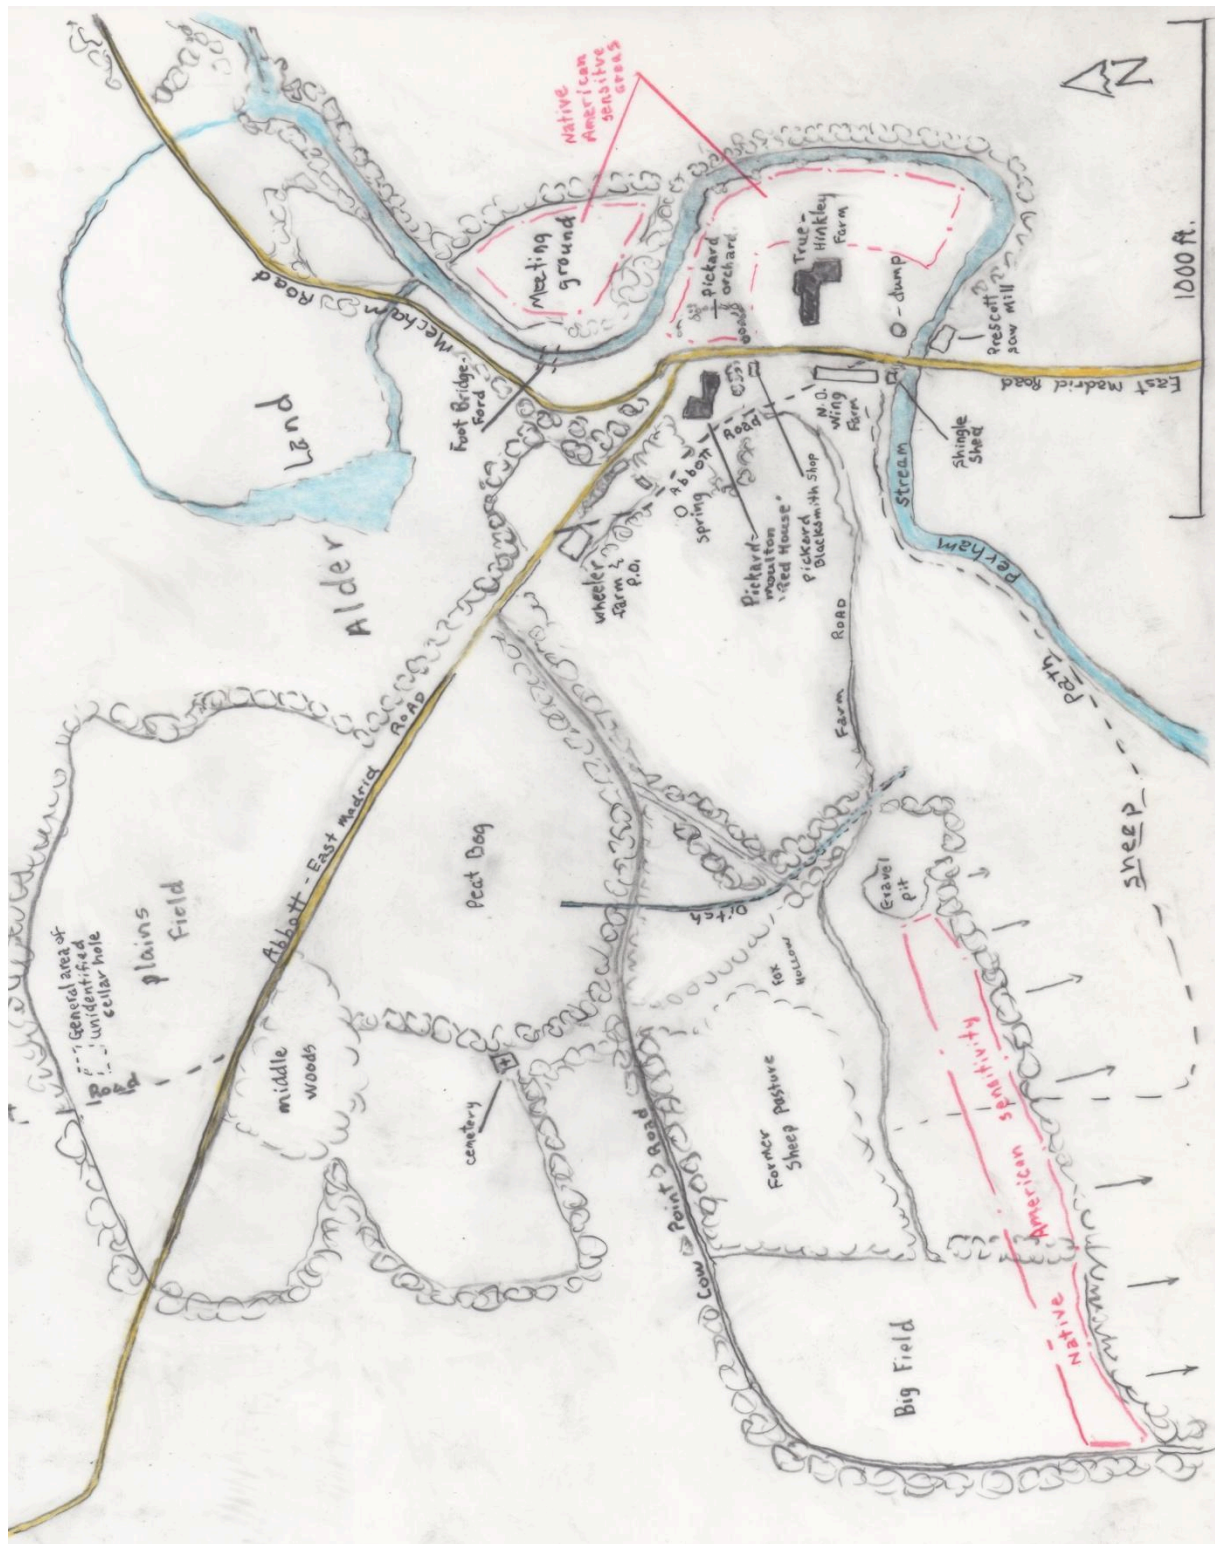 Native
American
sensitve
areas
N
1000 ft.
Meeting
ground
Pickard
orchard
True-
Hinkley
Farm
O-dump
Prescott
saw mill
East Madrid Road
Mecham Road
Foot Bridge-
Ford
Land
Alder
Abbott Road
spring
N.D.
Wing
Farm
Shingle
Shed
Stream
Perham
Pickard-
Moulton
"Red House"
Pickard
Blacksmith Shop
Wheeler
Farm &
P.O.
Farm ROAD
Path
sheep
Abbott - East Madrid ROAD
Peat Bog
Plains
Field
General area of
unidentified
cellar hole
Ditch
Gravel
pit
FOX
HOLLOW
middle
woods
cemetery
Former
Sheep Pasture
Cow Point Road
Big Field
Native American sensitivity